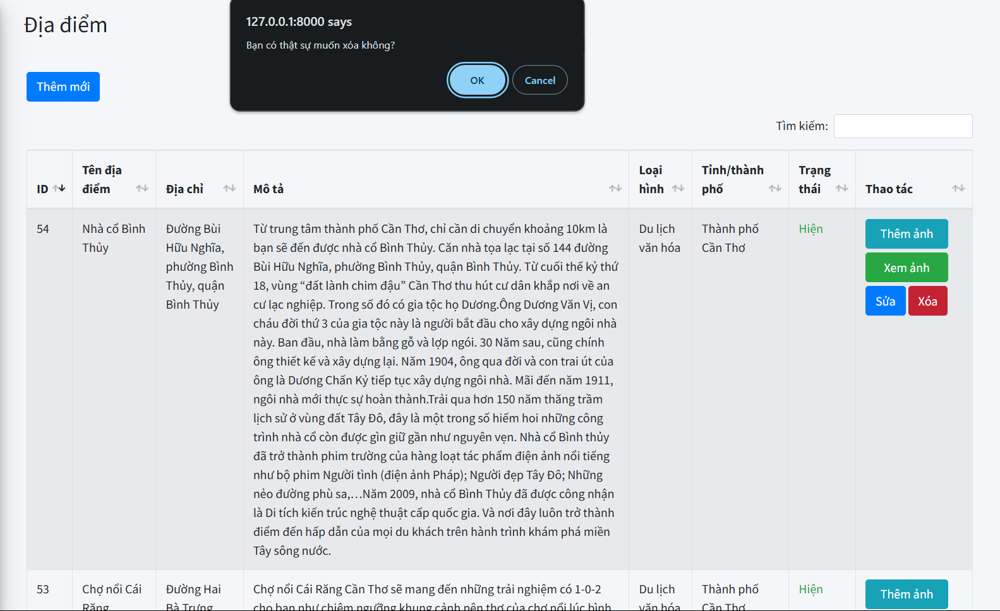 Địa điểm
127.0.0.1:8000 says
Bạn có thật sự muốn xóa không?
OK
Cancel
Thêm mới
Tìm kiếm:
ID
Tên địa
điểm
Địa chỉ
Mô tả
Loại
hình
Tỉnh/thành
phố
Trạng
thái
Thao tác
54
Nhà cổ Bình
Thủy
Đường Bùi
Hữu Nghĩa,
phường Bình
Thủy, quận
Bình Thủy
Từ trung tâm thành phố Cần Thơ, chỉ cần di chuyển khoảng 10km là
bạn sẽ đến được nhà cổ Bình Thủy. Căn nhà tọa lạc tại số 144 đường
Bùi Hữu Nghĩa, phường Bình Thủy, quận Bình Thủy. Từ cuối thế kỷ thứ
18, vùng “đất lành chim đậu” Cần Thơ thu hút cư dân khắp nơi về an
cư lạc nghiệp. Trong số đó có gia tộc họ Dương.Ông Dương Văn Vị, con
cháu đời thứ 3 của gia tộc này là người bắt đầu cho xây dựng ngôi nhà
này. Ban đầu, nhà làm bằng gỗ và lợp ngói. 30 Năm sau, cũng chính
ông thiết kế và xây dựng lại. Năm 1904, ông qua đời và con trai út của
ông là Dương Chấn Kỷ tiếp tục xây dựng ngôi nhà. Mãi đến năm 1911,
ngôi nhà mới thực sự hoàn thành.Trải qua hơn 150 năm thăng trầm
lịch sử ở vùng đất Tây Đô, đây là một trong số hiếm hoi những công
trình nhà cổ còn được gìn giữ gần như nguyên vẹn. Nhà cổ Bình thủy
đã trở thành phim trường của hàng loạt tác phẩm điện ảnh nổi tiếng
như bộ phim Người tình (điện ảnh Pháp); Người đẹp Tây Đô; Những
nẻo đường phù sa,…Năm 2009, nhà cổ Bình Thủy đã được công nhận
là Di tích kiến trúc nghệ thuật cấp quốc gia. Và nơi đây luôn trở thành
điểm đến hấp dẫn của mọi du khách trên hành trình khám phá miền
Tây sông nước.
Du lịch
văn hóa
Thành phố
Cần Thơ
Hiện
Thêm ảnh
Xem ảnh
Sửa
Xóa
53
Chợ nổi Cái
Răng
Đường Hai
Bà Trưng
Chợ nổi Cái Răng Cần Thơ sẽ mang đến những trải nghiệm có 1-0-2
cho bạn như chiêm ngưỡng khung cảnh nên thơ của chợ nổi lúc bình
Du lịch
văn hóa
Thành phố
Cần Thơ
Hiện
Thêm ảnh